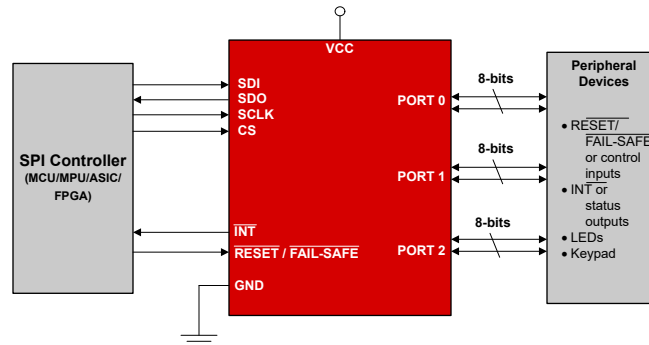 VCC
SPI Controller
(MCU/MPU/ASIC/
FPGA)
SDI
SDO
SCLK
CS
INT
RESET / FAIL-SAFE
GND
PORT 0
PORT 1
PORT 2
8-bits
8-bits
8-bits
Peripheral
Devices
• RESET/
FAIL-SAFE
or control
inputs
• INT or
status
outputs
• LEDs
• Keypad